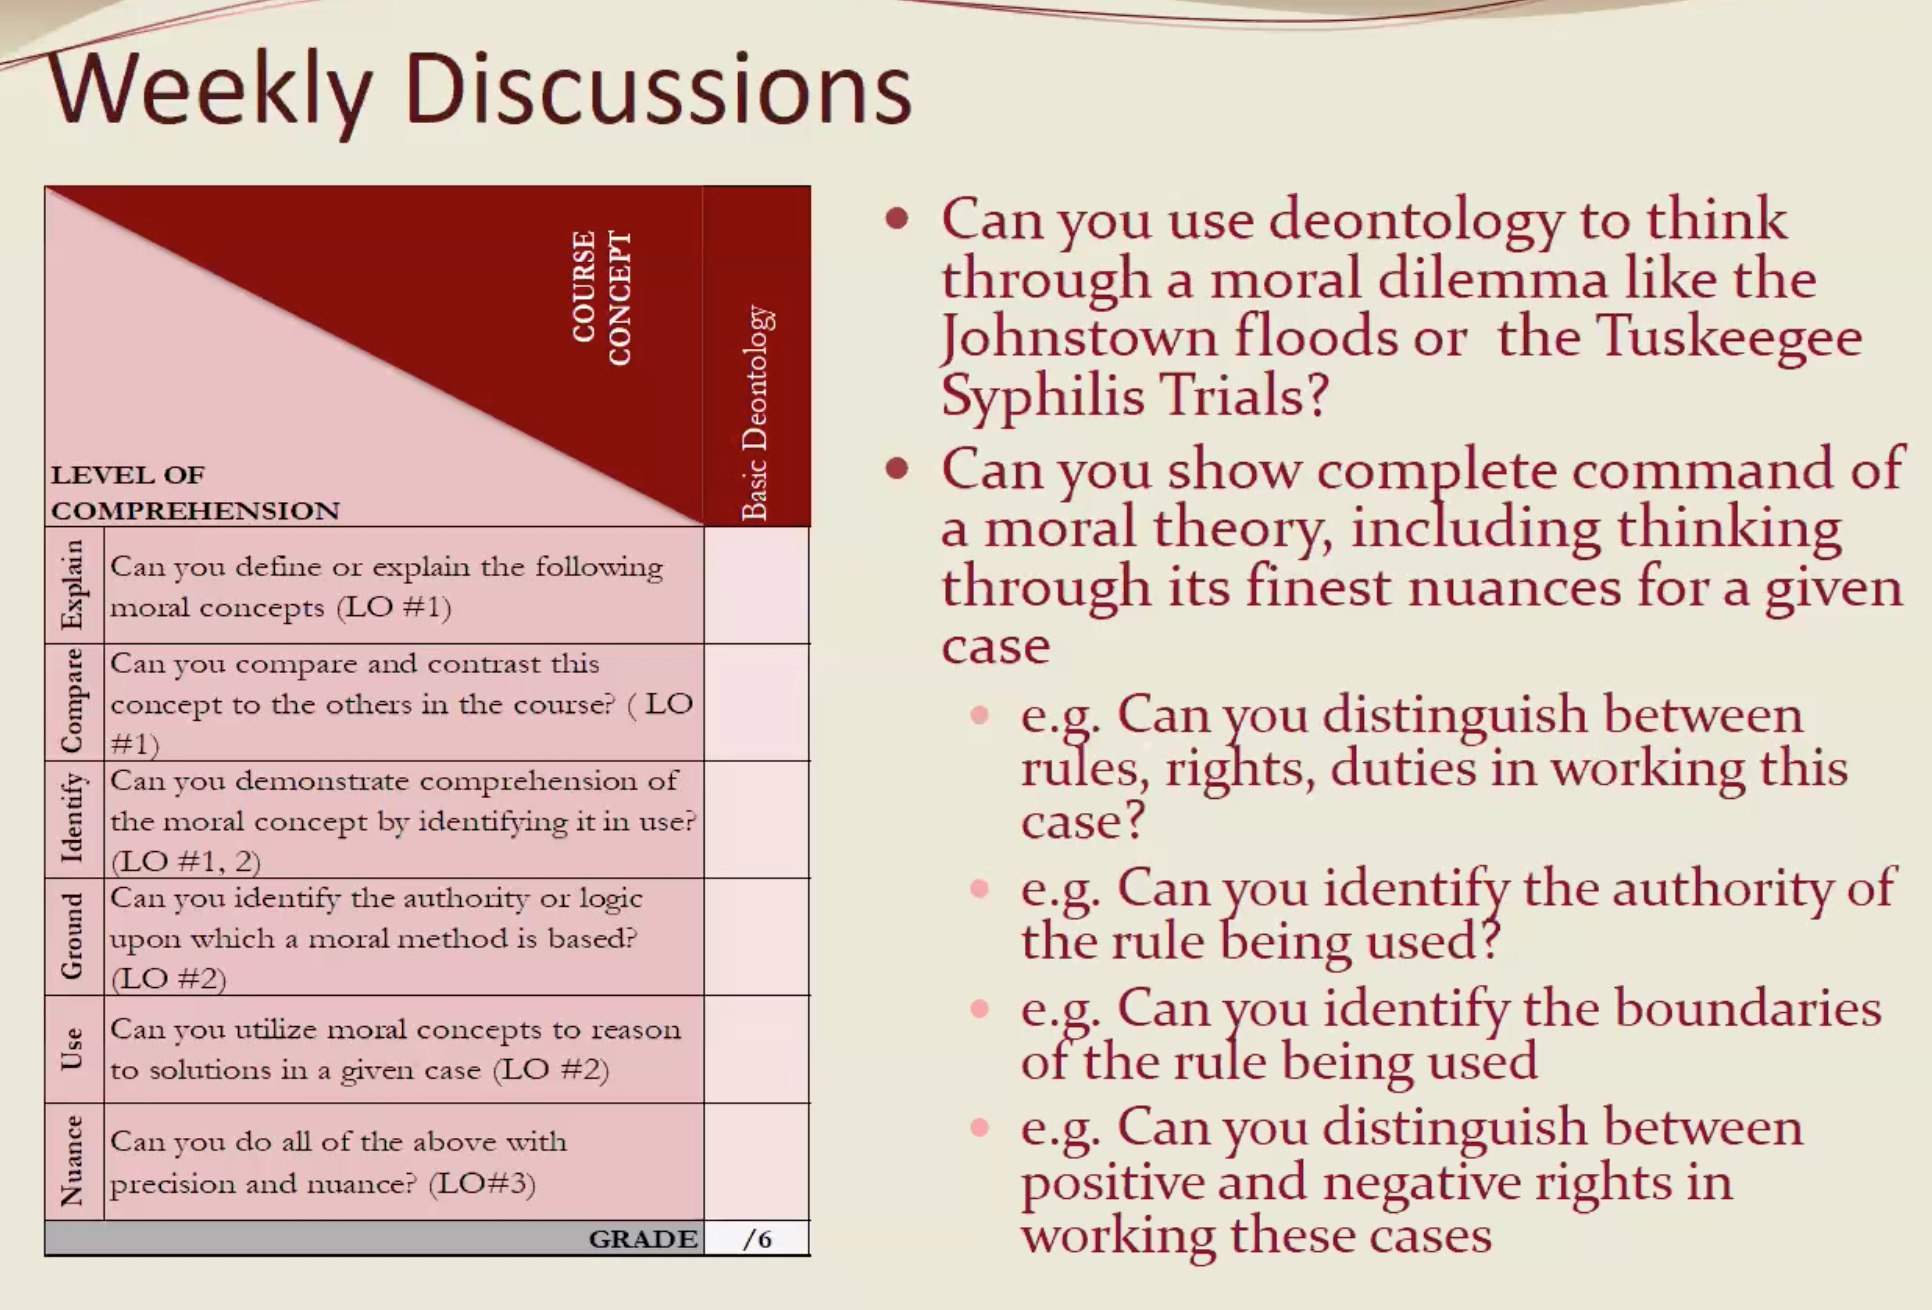 Weekly Discussions
COURSE
CONCEPT
Basic Deontology
LEVEL OF
COMPREHENSION
Explain
Can you define or explain the following
moral concepts (LO #1)
Compare
Can you compare and contrast this
concept to the others in the course? ( LO
#1)
Identify
Can you demonstrate comprehension of
the moral concept by identifying it in use?
(LO #1, 2)
Ground
Can you identify the authority or logic
upon which a moral method is based?
(LO #2)
Use
Can you utilize moral concepts to reason
to solutions in a given case (LO #2)
Nuance
Can you do all of the above with
precision and nuance? (LO#3)
GRADE /6
• Can you use deontology to think
through a moral dilemma like the
Johnstown floods or the Tuskeegee
Syphilis Trials?
• Can you show complete command of
a moral theory, including thinking
through its finest nuances for a given
case
• e.g. Can you distinguish between
rules, rights, duties in working this
case?
• e.g. Can you identify the authority of
the rule being used?
• e.g. Can you identify the boundaries
of the rule being used
• e.g. Can you distinguish between
positive and negative rights in
working these cases